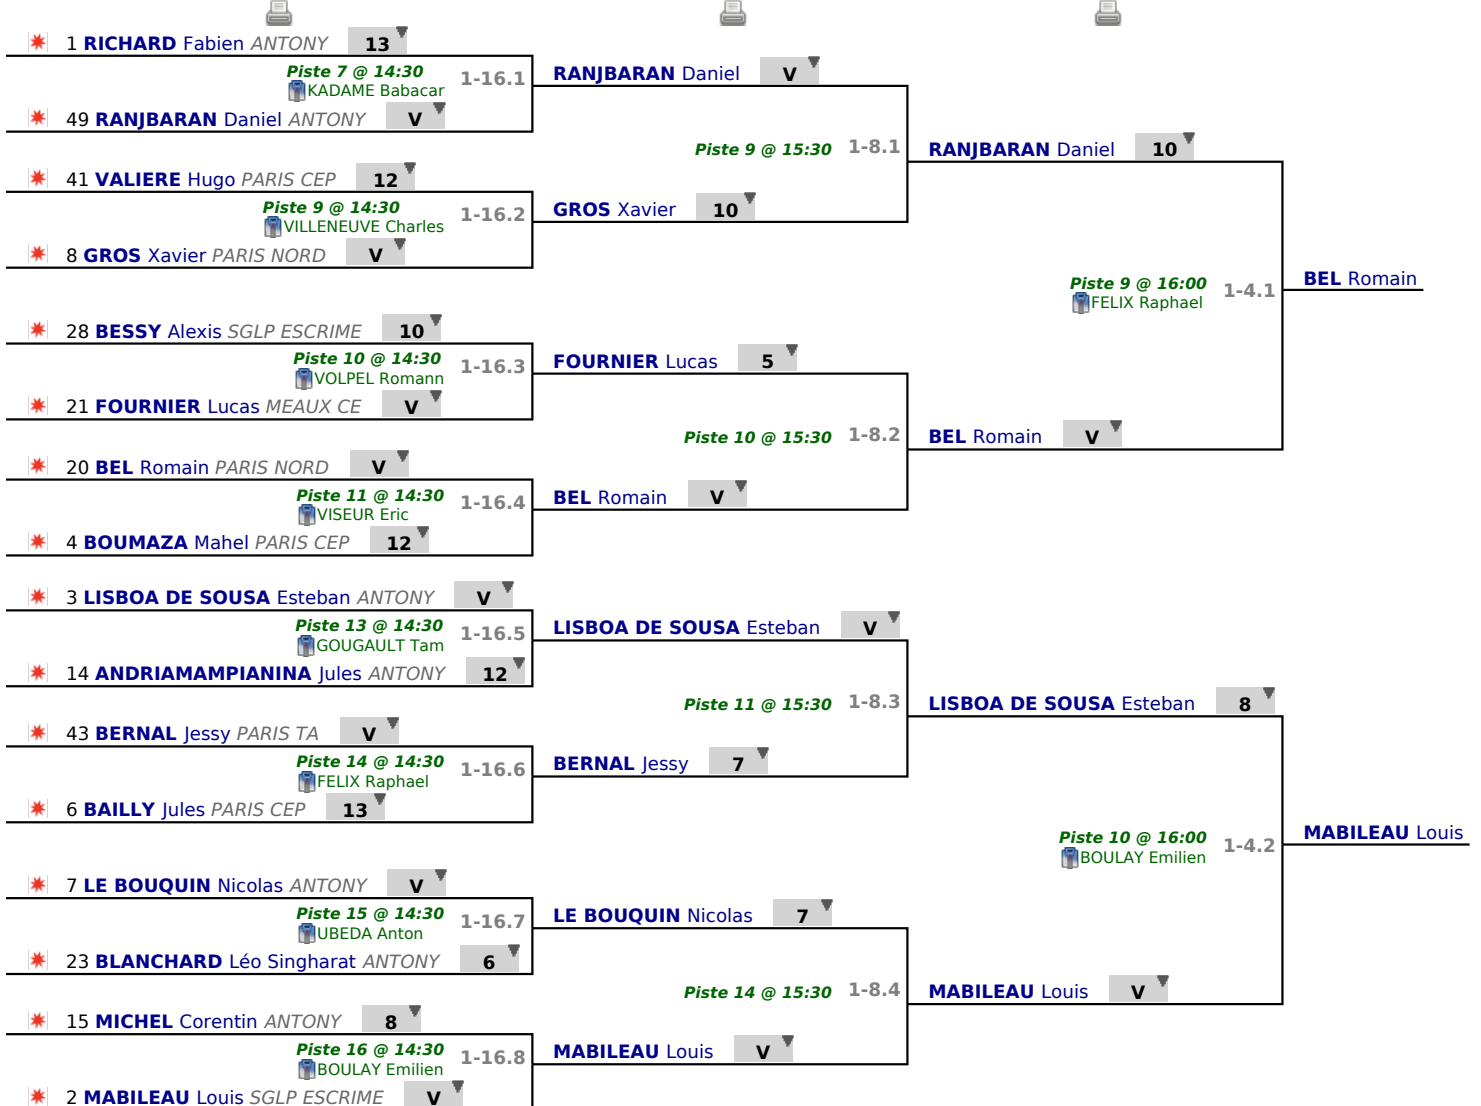 1 RICHARD Fabien ANTONY 13
Piste 7 @ 14:30
KADAME Babacar
1-16.1
49 RANJBARAN Daniel ANTONY V
41 VALIERE Hugo PARIS CEP 12
Piste 9 @ 14:30
VILLENEUVE Charles
1-16.2
8 GROS Xavier PARIS NORD V
28 BESSY Alexis SGLP ESCRIME 10
Piste 10 @ 14:30
VOLPEL Romann
1-16.3
21 FOURNIER Lucas MEAUX CE V
20 BEL Romain PARIS NORD V
Piste 11 @ 14:30
VISEUR Eric
1-16.4
4 BOUMAZA Mahel PARIS CEP 12
3 LISBOA DE SOUSA Esteban ANTONY V
Piste 13 @ 14:30
GOUGAULT Tam
1-16.5
14 ANDRIAMAMPIANINA Jules ANTONY 12
43 BERNAL Jessy PARIS TA V
Piste 14 @ 14:30
FELIX Raphael
1-16.6
6 BAILLY Jules PARIS CEP 13
7 LE BOUQUIN Nicolas ANTONY V
Piste 15 @ 14:30
UBEDA Anton
1-16.7
23 BLANCHARD Léo Singharat ANTONY 6
15 MICHEL Corentin ANTONY 8
Piste 16 @ 14:30
BOULAY Emilien
1-16.8
2 MABILEAU Louis SGLP ESCRIME V
RANJBARAN Daniel V
Piste 9 @ 15:30 1-8.1
GROS Xavier 10
FOURNIER Lucas 5
Piste 10 @ 15:30 1-8.2
BEL Romain V
LISBOA DE SOUSA Esteban V
Piste 11 @ 15:30 1-8.3
BERNAL Jessy 7
LE BOUQUIN Nicolas 7
Piste 14 @ 15:30 1-8.4
MABILEAU Louis V
RANJBARAN Daniel 10
Piste 9 @ 16:00
FELIX Raphael
1-4.1
BEL Romain V
LISBOA DE SOUSA Esteban 8
Piste 10 @ 16:00
BOULAY Emilien
1-4.2
MABILEAU Louis V
BEL Romain
MABILEAU Louis